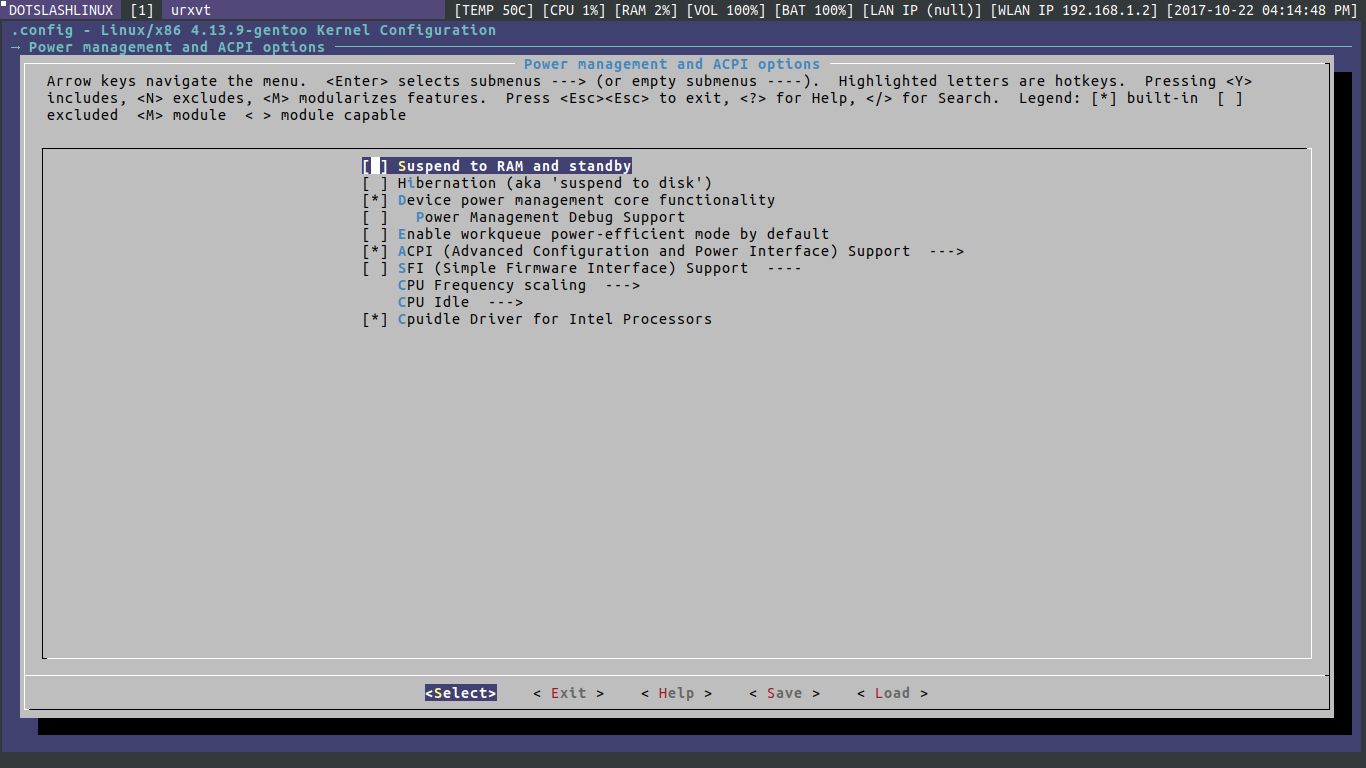 DOTSLASHLINUX [1] urxvt [TEMP 50C] [CPU 1%] [RAM 2%] [VOL 100%] [BAT 100%] [LAN IP (null)] [WLAN IP 192.168.1.2] [2017-10-22 04:14:48 PM]
.config - Linux/x86 4.13.9-gentoo Kernel Configuration
→ Power management and ACPI options
Power management and ACPI options
Arrow keys navigate the menu.  <Enter> selects submenus ---> (or empty submenus ----).  Highlighted letters are hotkeys.  Pressing <Y>
includes, <N> excludes, <M> modularizes features.  Press <Esc><Esc> to exit, <?> for Help, </> for Search.  Legend: [*] built-in  [ ]
excluded  <M> module  < > module capable
[ ] Suspend to RAM and standby
[ ] Hibernation (aka 'suspend to disk')
[*] Device power management core functionality
[ ]   Power Management Debug Support
[ ] Enable workqueue power-efficient mode by default
[*] ACPI (Advanced Configuration and Power Interface) Support  --->
[ ] SFI (Simple Firmware Interface) Support  ----
CPU Frequency scaling  --->
CPU Idle  --->
[*] Cpuidle Driver for Intel Processors
<Select>    < Exit >    < Help >    < Save >    < Load >